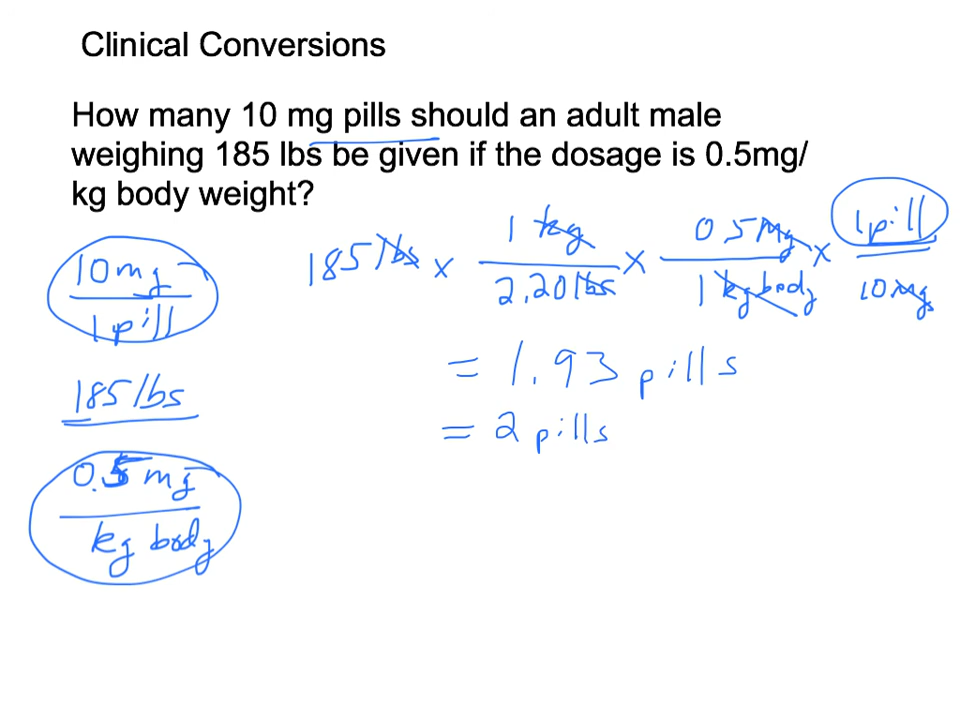 Clinical Conversions
How many 10 mg pills should an adult male
weighing 185 lbs be given if the dosage is 0.5mg/
kg body weight?
10mg
1 pill
185 lbs
0.5 mg
kg body
185 lbs x 1 kg x 0 5 mg x 1 pill
2.20 lbs 1 kg body 10 mg
= 1.93 pills
= 2 pills